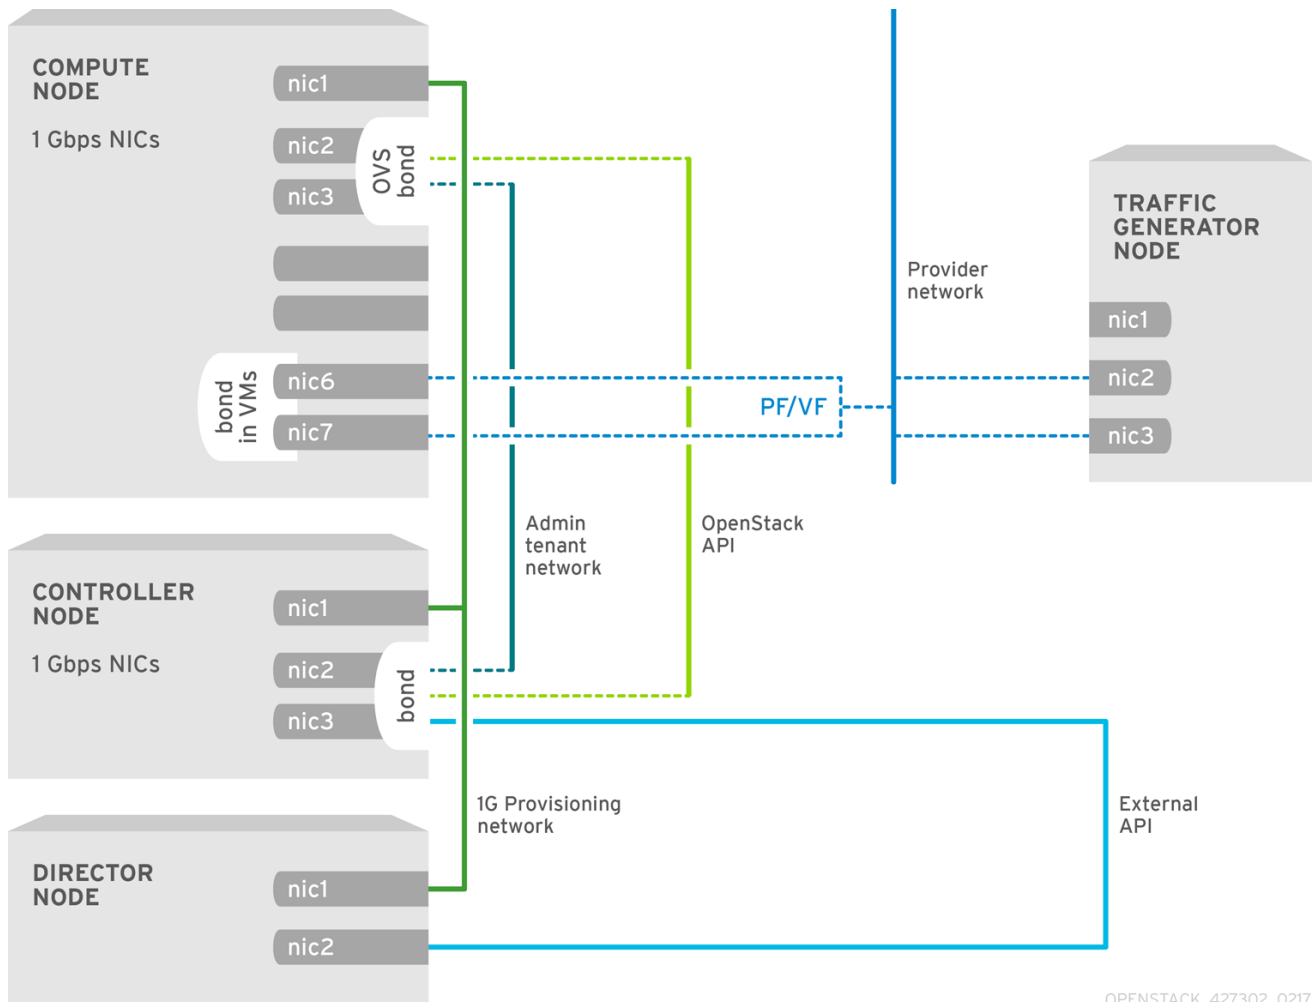 COMPUTE
NODE
1 Gbps NICs
nic1
nic2
nic3
OVS
bond
nic6
nic7
bond
in VMs
PF/VF
Provider
network
TRAFFIC
GENERATOR
NODE
nic1
nic2
nic3
Admin
tenant
network
OpenStack
API
CONTROLLER
NODE
1 Gbps NICs
nic1
nic2
nic3
bond
1G Provisioning
network
External
API
DIRECTOR
NODE
nic1
nic2
OPENSTACK_427302_0217